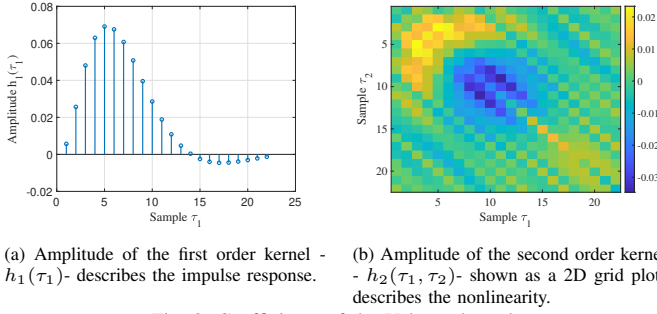 0.08
0.06
0.04
0.02
0
-0.02
0 5 10 15 20 25
Amplitude h1(τ1)
Sample τ1
5
10
15
20
5 10 15 20
Sample τ2
Sample τ1
0.02
0.01
0
-0.01
-0.02
-0.03
(a) Amplitude of the first order kernel -
h1(τ1)- describes the impulse response.
(b) Amplitude of the second order kerne
- h2(τ1, τ2)- shown as a 2D grid plot
describes the nonlinearity.